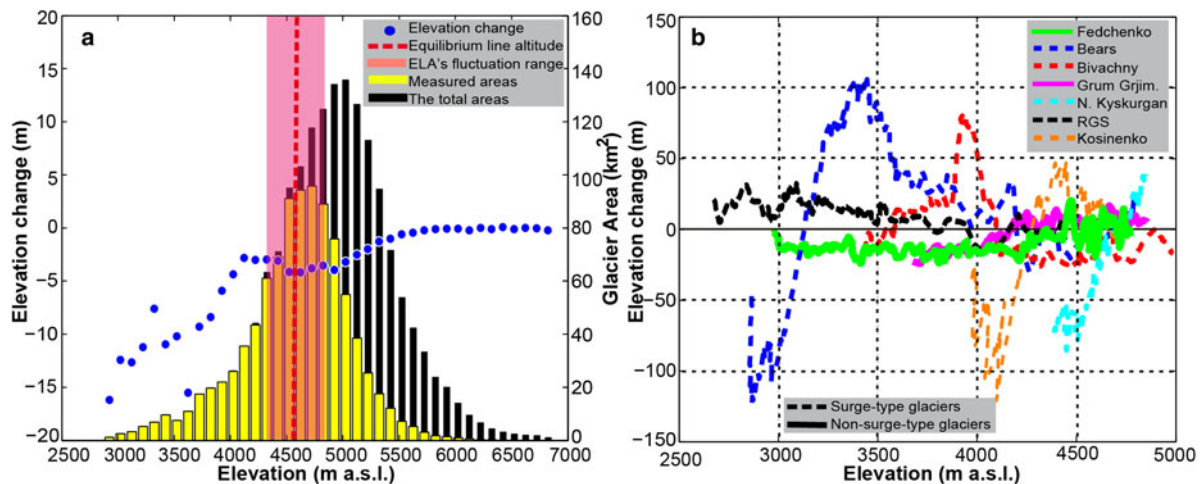 a
Elevation change
Equilibrium line altitude
ELA's fluctuation range
Measured areas
The total areas
20
15
10
5
0
−5
−10
−15
−20
Elevation change (m)
160
140
120
100
80
60
40
20
0
Glacier Area (km²)
2500 3000 3500 4000 4500 5000 5500 6000 6500 7000
Elevation (m a.s.l.)
b
Fedchenko
Bears
Bivachny
Grum Grjim.
N. Kyskurgan
RGS
Kosinenko
150
100
50
0
−50
−100
−150
Elevation change (m)
Surge-type glaciers
Non-surge-type glaciers
2500 3000 3500 4000 4500 5000
Elevation (m a.s.l.)